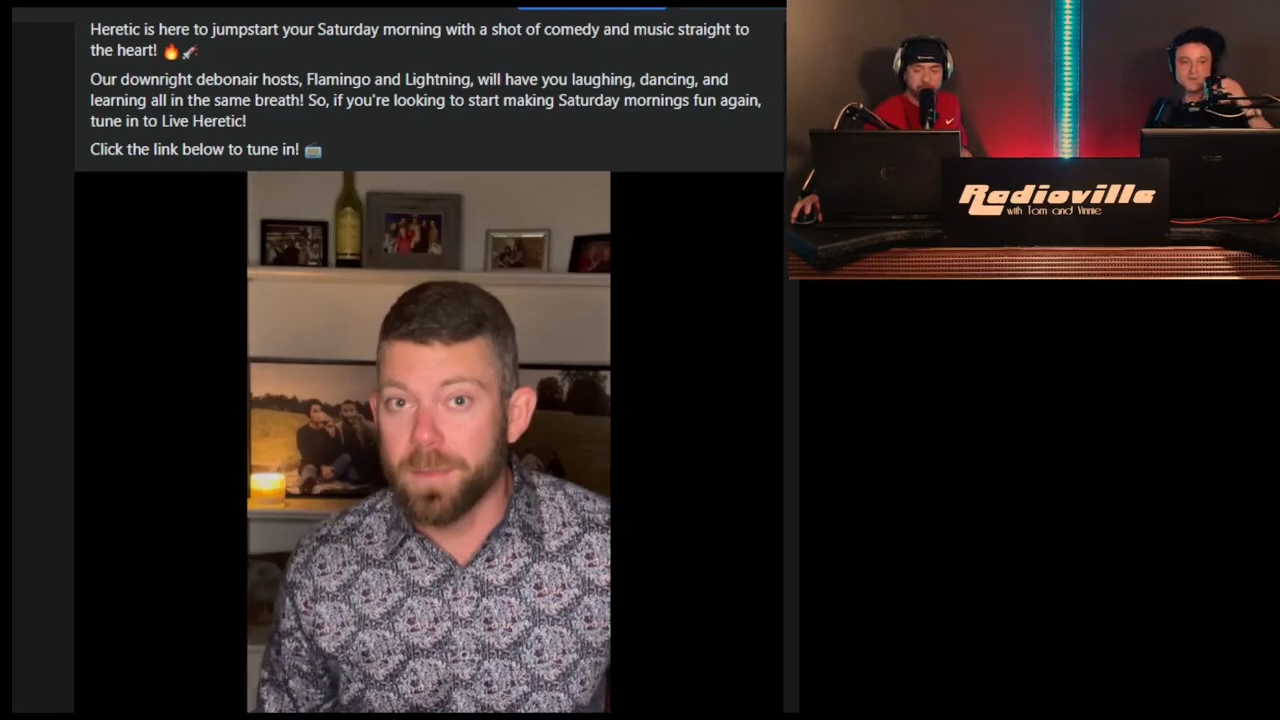 Heretic is here to jumpstart your Saturday morning with a shot of comedy and music straight to
the heart! 🔥🚀
Our downright debonair hosts, Flamingo and Lightning, will have you laughing, dancing, and
learning all in the same breath! So, if you're looking to start making Saturday mornings fun again,
tune in to Live Heretic!
Click the link below to tune in! 📻
Radioville
with Tom and Vinnie